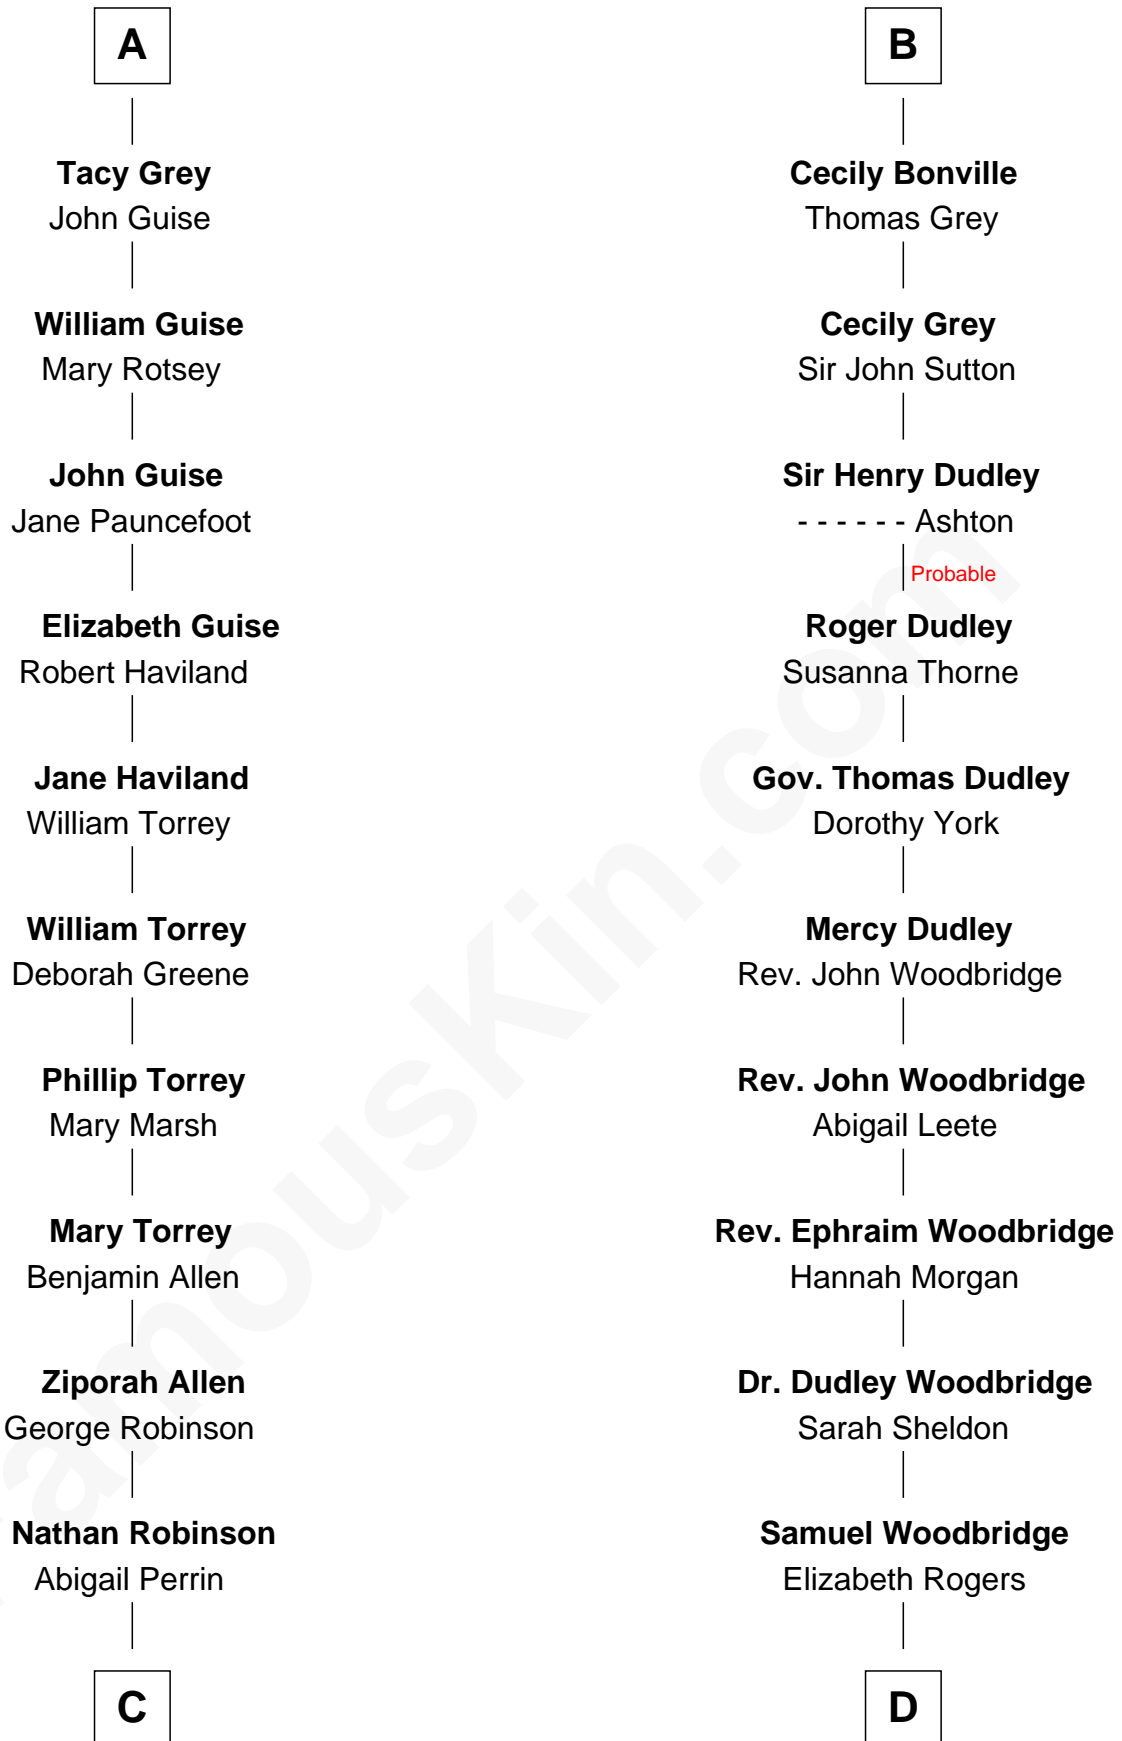 A
Tacy Grey
John Guise
William Guise
Mary Rotsey
John Guise
Jane Pauncefoot
Elizabeth Guise
Robert Haviland
Jane Haviland
William Torrey
William Torrey
Deborah Greene
Phillip Torrey
Mary Marsh
Mary Torrey
Benjamin Allen
Ziporah Allen
George Robinson
Nathan Robinson
Abigail Perrin
C
B
Cecily Bonville
Thomas Grey
Cecily Grey
Sir John Sutton
Sir Henry Dudley
- - - - - - Ashton
Probable
Roger Dudley
Susanna Thorne
Gov. Thomas Dudley
Dorothy York
Mercy Dudley
Rev. John Woodbridge
Rev. John Woodbridge
Abigail Leete
Rev. Ephraim Woodbridge
Hannah Morgan
Dr. Dudley Woodbridge
Sarah Sheldon
Samuel Woodbridge
Elizabeth Rogers
D
FamousKin.com